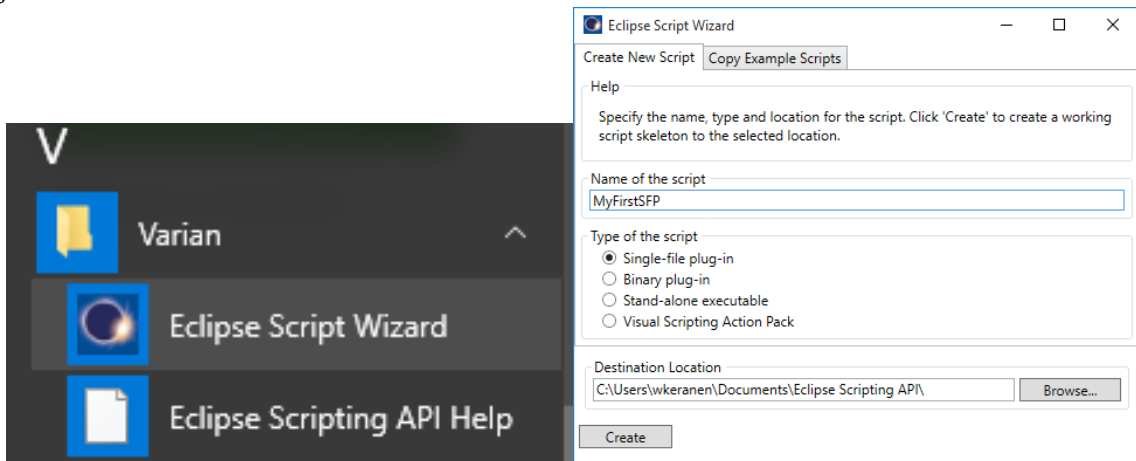 V
Varian
Eclipse Script Wizard
Eclipse Scripting API Help
Eclipse Script Wizard
Create New Script
Copy Example Scripts
Help
Specify the name, type and location for the script. Click 'Create' to create a working
script skeleton to the selected location.
Name of the script
MyFirstSFP
Type of the script
Single-file plug-in
Binary plug-in
Stand-alone executable
Visual Scripting Action Pack
Destination Location
C:\Users\wkeranen\Documents\Eclipse Scripting API\
Browse...
Create